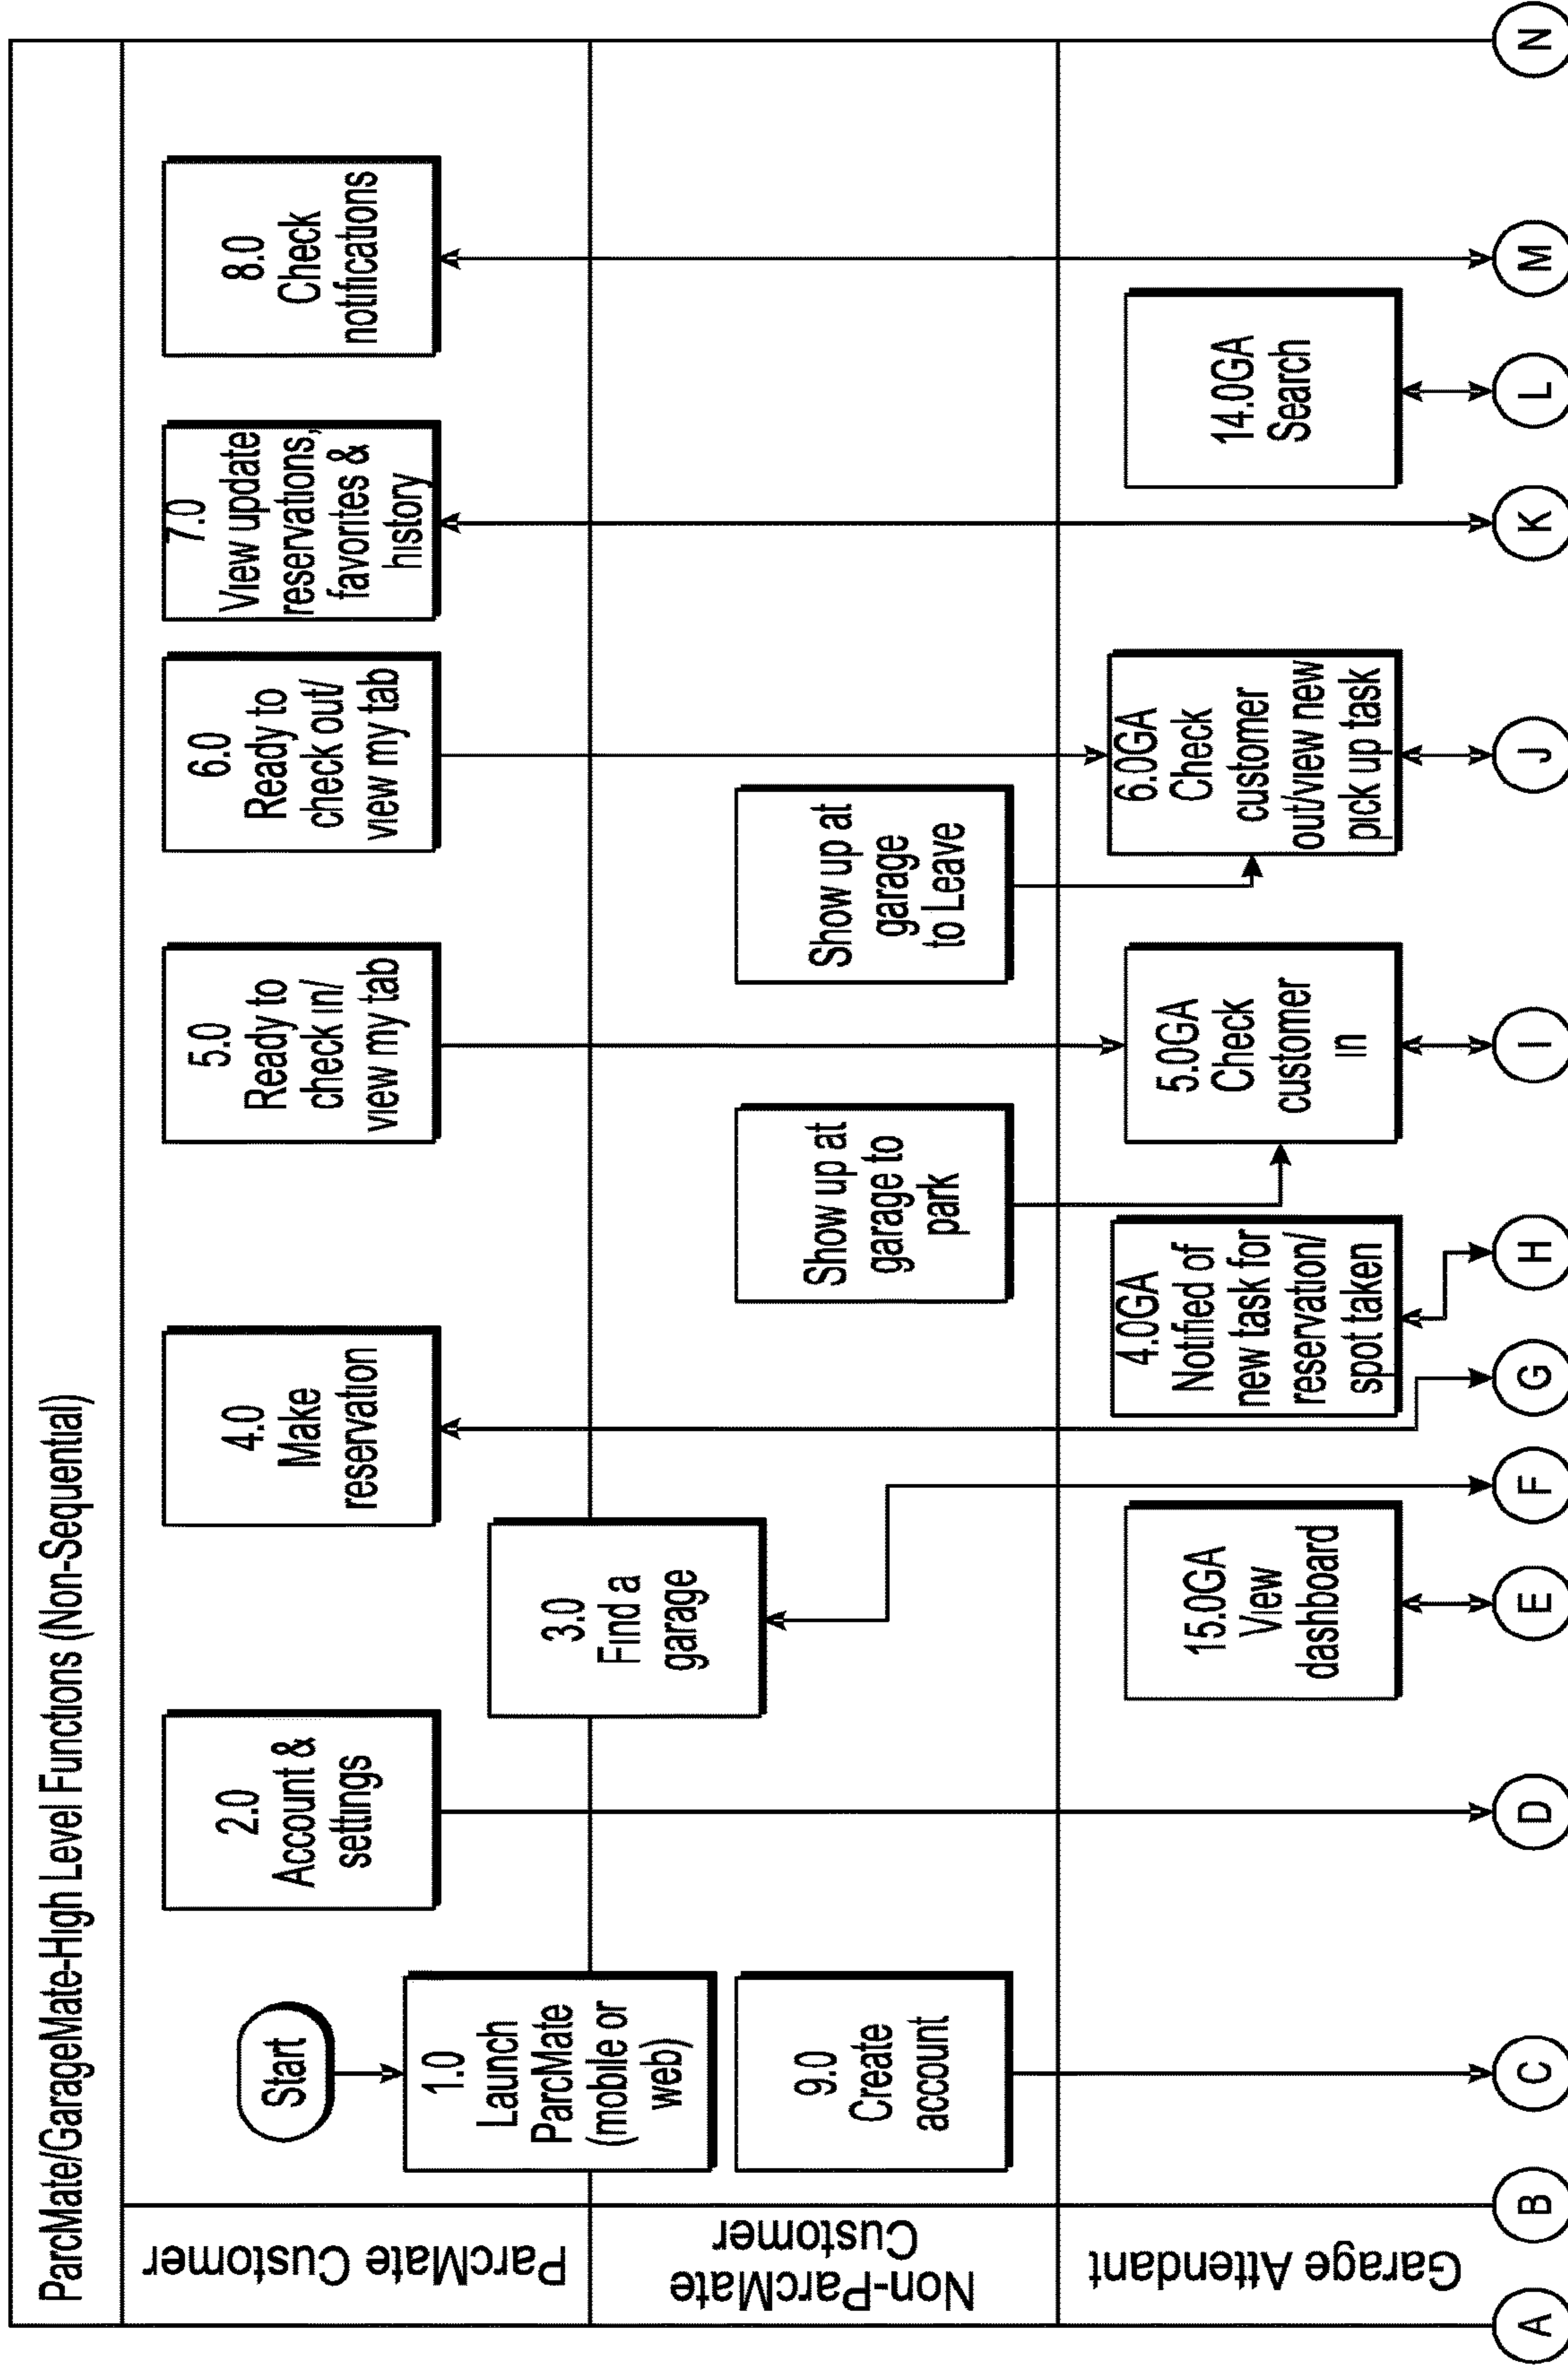 ParcMate/GarageMate-High Level Functions (Non-Sequential)
ParcMate Customer
Start
1.0
Launch
ParcMate
(mobile or
web)
2.0
Account &
settings
3.0
Find a
garage
4.0
Make
reservation
5.0
Ready to
check in/
view my tab
6.0
Ready to
check out/
view my tab
7.0
View update
reservations,
favorites &
history
8.0
Check
notifications
Non-ParcMate
Customer
9.0
Create
account
Show up at
garage to
park
Show up at
garage
to Leave
Garage Attendant
15.0GA
View
dashboard
4.0GA
Notified of
new task for
reservation/
spot taken
5.0GA
Check
customer
in
6.0GA
Check
customer
out/view new
pick up task
14.0GA
Search
A
B
C
D
E
F
G
H
I
J
K
L
M
N